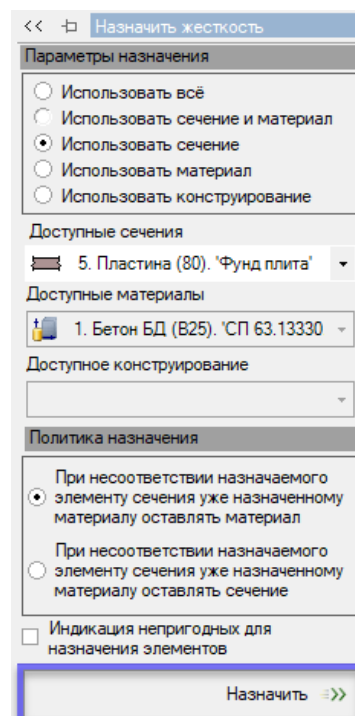 << Назначить жесткость
Параметры назначения
Использовать всё
Использовать сечение и материал
Использовать сечение
Использовать материал
Использовать конструирование
Доступные сечения
5. Пластина (80). 'Фунд плита'
Доступные материалы
1. Бетон БД (B25). 'СП 63.13330
Доступное конструирование
Политика назначения
При несоответствии назначаемого
элементу сечения уже назначенному
материалу оставлять материал
При несоответствии назначаемого
элементу сечения уже назначенному
материалу оставлять сечение
Индикация непригодных для
назначения элементов
Назначить